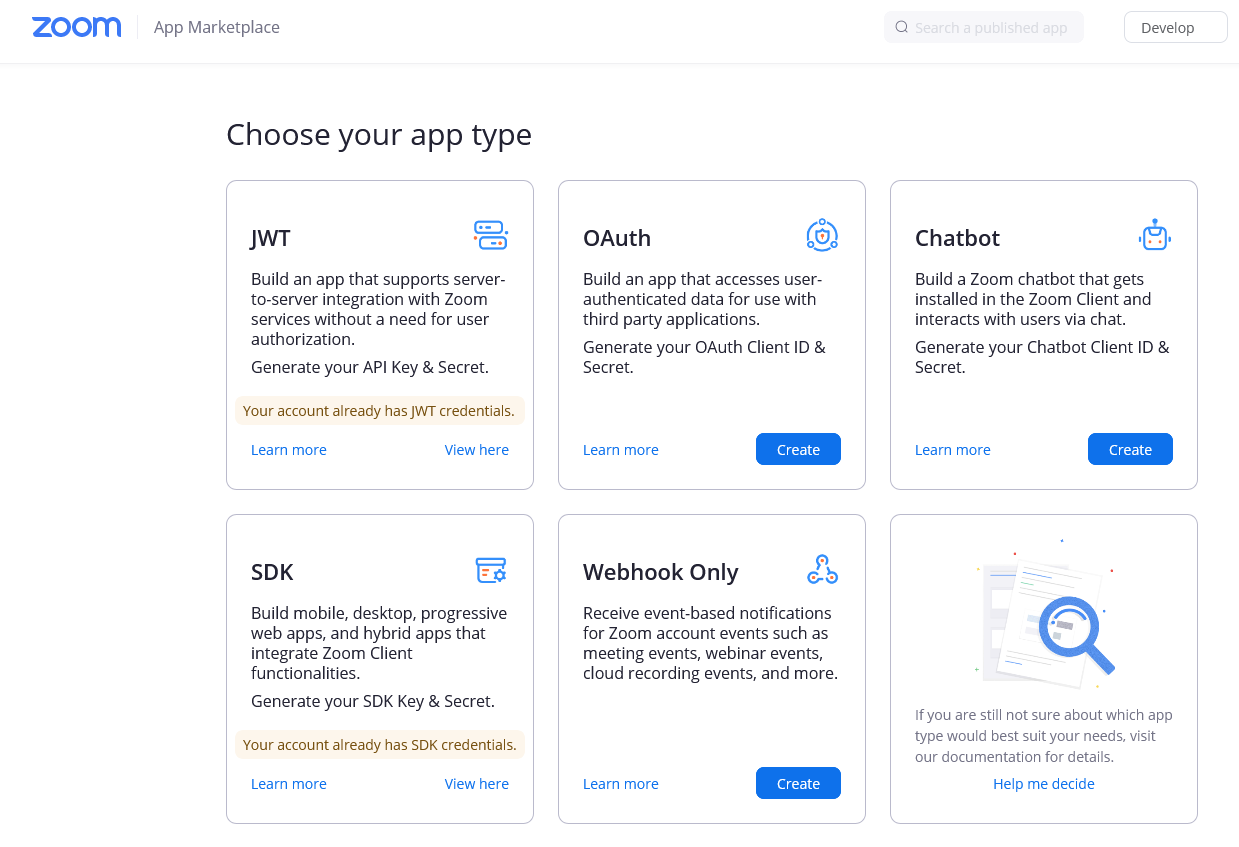 zoom
App Marketplace
Search a published app
Develop
Choose your app type
JWT
Build an app that supports server-
to-server integration with Zoom
services without a need for user
authorization.
Generate your API Key & Secret.
Your account already has JWT credentials.
Learn more
View here
OAuth
Build an app that accesses user-
authenticated data for use with
third party applications.
Generate your OAuth Client ID &
Secret.
Learn more
Create
Chatbot
Build a Zoom chatbot that gets
installed in the Zoom Client and
interacts with users via chat.
Generate your Chatbot Client ID &
Secret.
Learn more
Create
SDK
Build mobile, desktop, progressive
web apps, and hybrid apps that
integrate Zoom Client
functionalities.
Generate your SDK Key & Secret.
Your account already has SDK credentials.
Learn more
View here
Webhook Only
Receive event-based notifications
for Zoom account events such as
meeting events, webinar events,
cloud recording events, and more.
Learn more
Create
If you are still not sure about which app
type would best suit your needs, visit
our documentation for details.
Help me decide